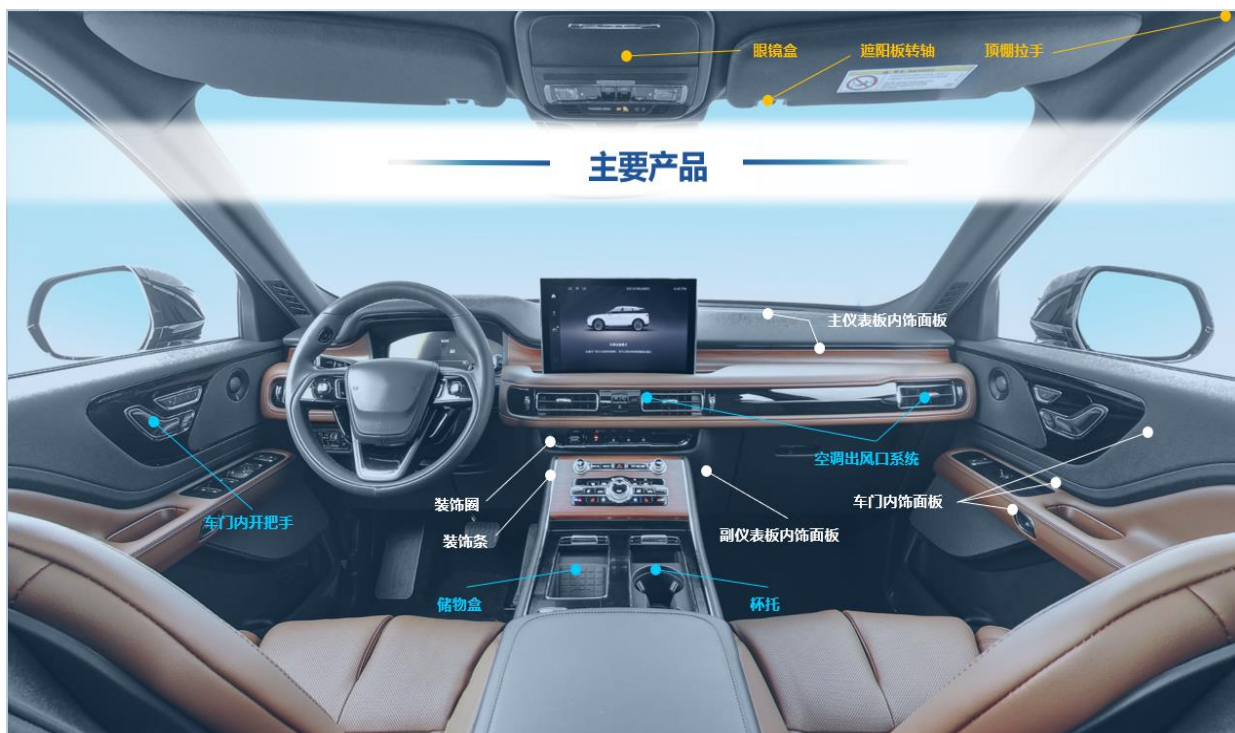 眼镜盒
遮阳板转轴
顶棚拉手
主要产品
主仪表板内饰面板
空调出风口系统
车门内饰面板
装饰圈
车门内开把手
装饰条
副仪表板内饰面板
储物盒
杯托